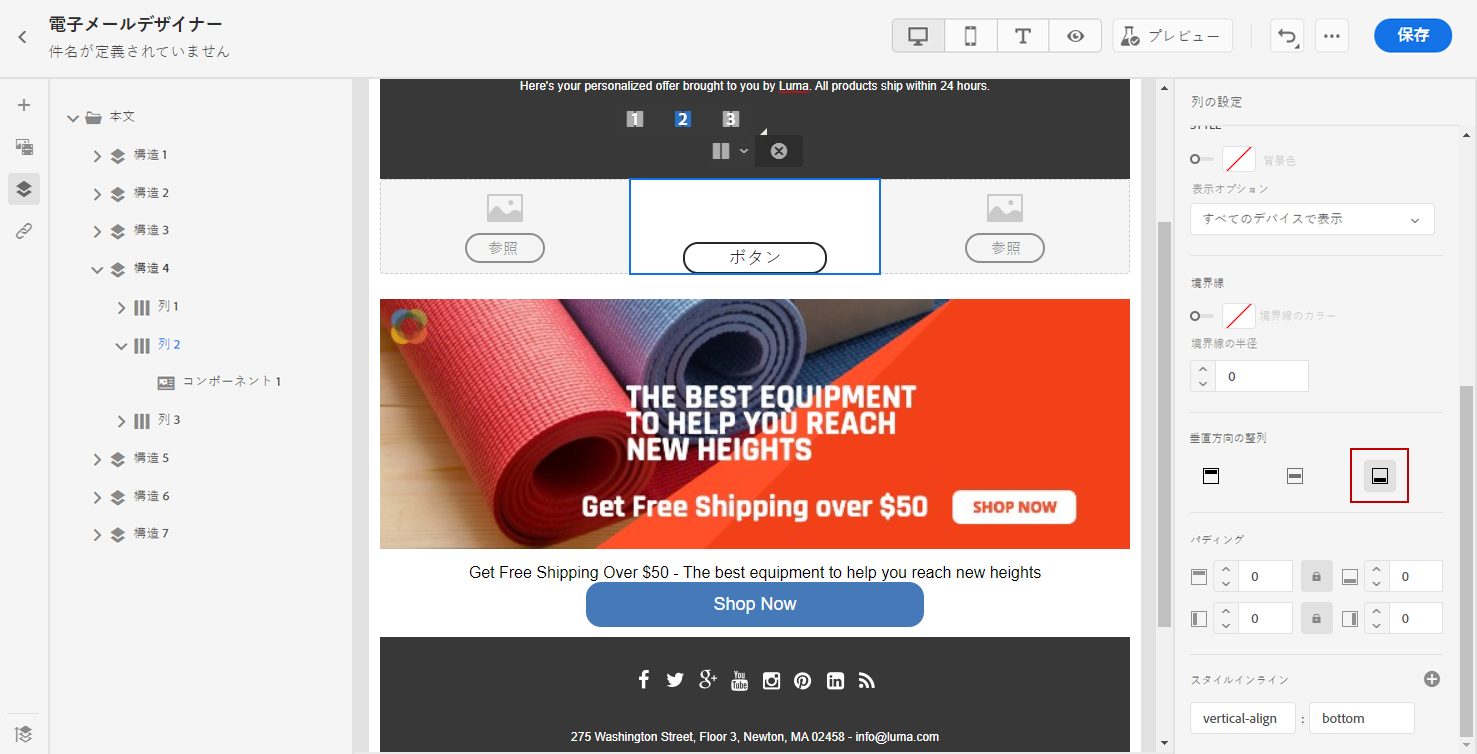 電子メールデザイナー
件名が定義されていません
プレビュー
保存
本文
構造 1
構造 2
構造 3
構造 4
列 1
列 2
コンポーネント 1
列 3
構造 5
構造 6
構造 7
Here's your personalized offer brought to you by Luma. All products ship within 24 hours.
1 2 3
参照
ボタン
参照
THE BEST EQUIPMENT
TO HELP YOU REACH
NEW HEIGHTS
Get Free Shipping over $50
SHOP NOW
Get Free Shipping Over $50 - The best equipment to help you reach new heights
Shop Now
You Tube
275 Washington Street, Floor 3, Newton, MA 02458 - info@luma.com
列の設定
STYLE
背景色
表示オプション
すべてのデバイスで表示
境界線
境界線のカラー
境界線の半径
0
垂直方向の整列
パディング
0 0
0 0
スタイルインライン
vertical-align : bottom